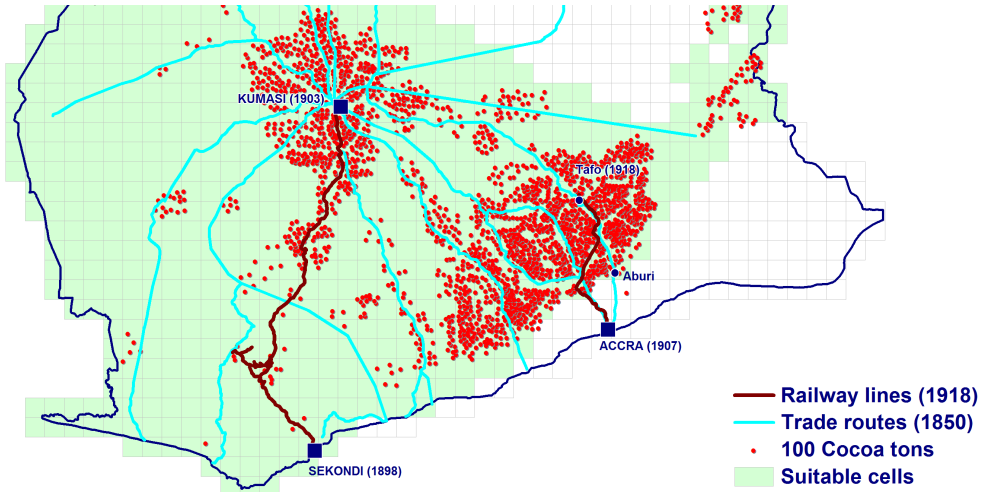 KUMASI (1903)
Tafo (1918)
Aburi
ACCRA (1907)
SEKONDI (1898)
Railway lines (1918)
Trade routes (1850)
100 Cocoa tons
Suitable cells